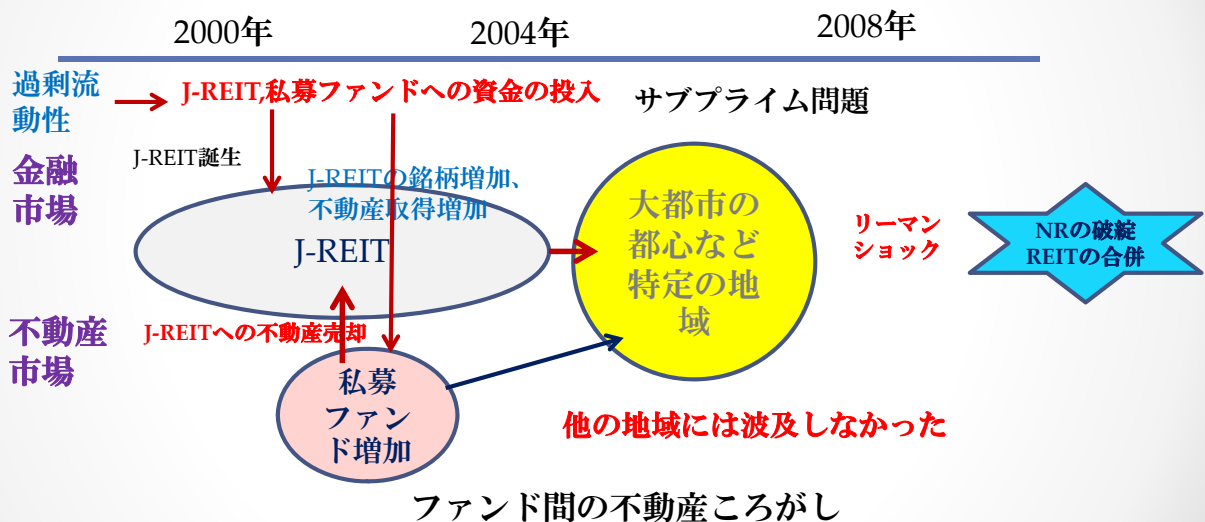 2000年
2004年
2008年
過剰流
動性
J-REIT,私募ファンドへの資金の投入
サブプライム問題
J-REIT誕生
金融
市場
J-REITの銘柄増加、
不動産取得増加
J-REIT
大都市の
都心など
特定の地
域
リーマン
ショック
NRの破綻
REITの合併
不動産
市場
J-REITへの不動産売却
私募
ファン
ド増加
他の地域には波及しなかった
ファンド間の不動産ころがし